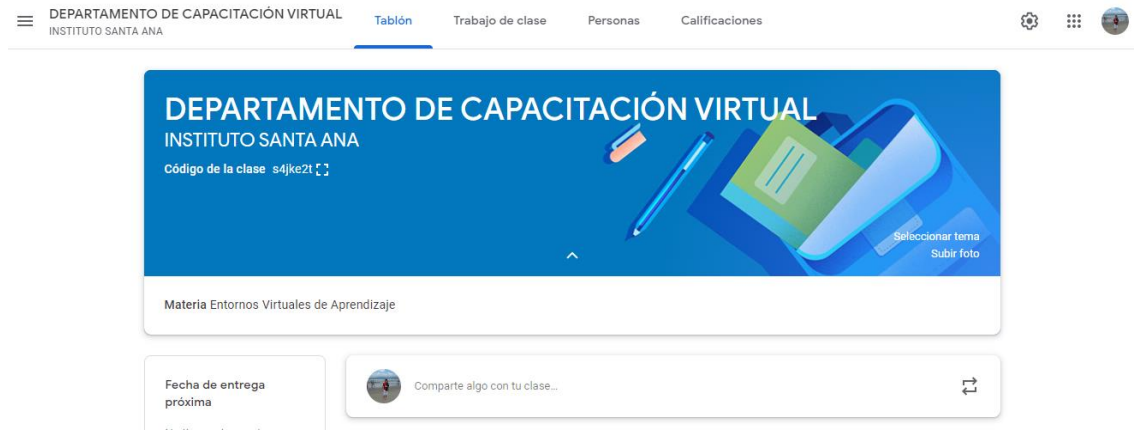 DEPARTAMENTO DE CAPACITACIÓN VIRTUAL
INSTITUTO SANTA ANA
Tablón
Trabajo de clase
Personas
Calificaciones
DEPARTAMENTO DE CAPACITACIÓN VIRTUAL
INSTITUTO SANTA ANA
Código de la clase s4jke2t
Seleccionar tema
Subir foto
Materia Entornos Virtuales de Aprendizaje
Fecha de entrega
próxima
Comparte algo con tu clase...